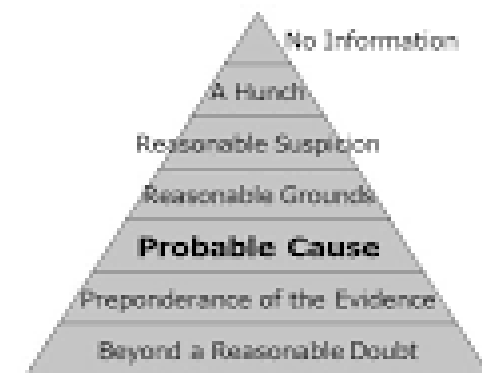 No Information
A Hunch
Reasonable Suspicion
Reasonable Grounds
Probable Cause
Preponderance of the Evidence
Beyond a Reasonable Doubt